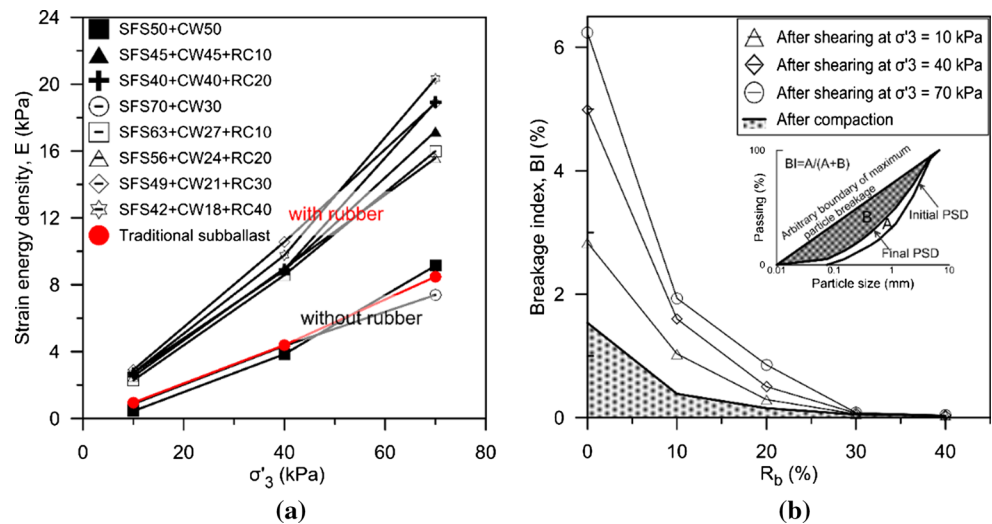 24
20
16
12
8
4
0
Strain energy density, E (kPa)
SFS50+CW50
SFS45+CW45+RC10
SFS40+CW40+RC20
SFS70+CW30
SFS63+CW27+RC10
SFS56+CW24+RC20
SFS49+CW21+RC30
SFS42+CW18+RC40
Traditional subballast
with rubber
without rubber
0 20 40 60 80
σ'3 (kPa)
(a)
6
4
2
0
Breakage index, BI (%)
After shearing at σ'3 = 10 kPa
After shearing at σ'3 = 40 kPa
After shearing at σ'3 = 70 kPa
After compaction
100
0
Passing (%)
BI=A/(A+B)
Arbitrary boundary of maximum
particle breakage
B
A
Initial PSD
Final PSD
0.01 0.1 1 10
Particle size (mm)
0 10 20 30 40
Rb (%)
(b)